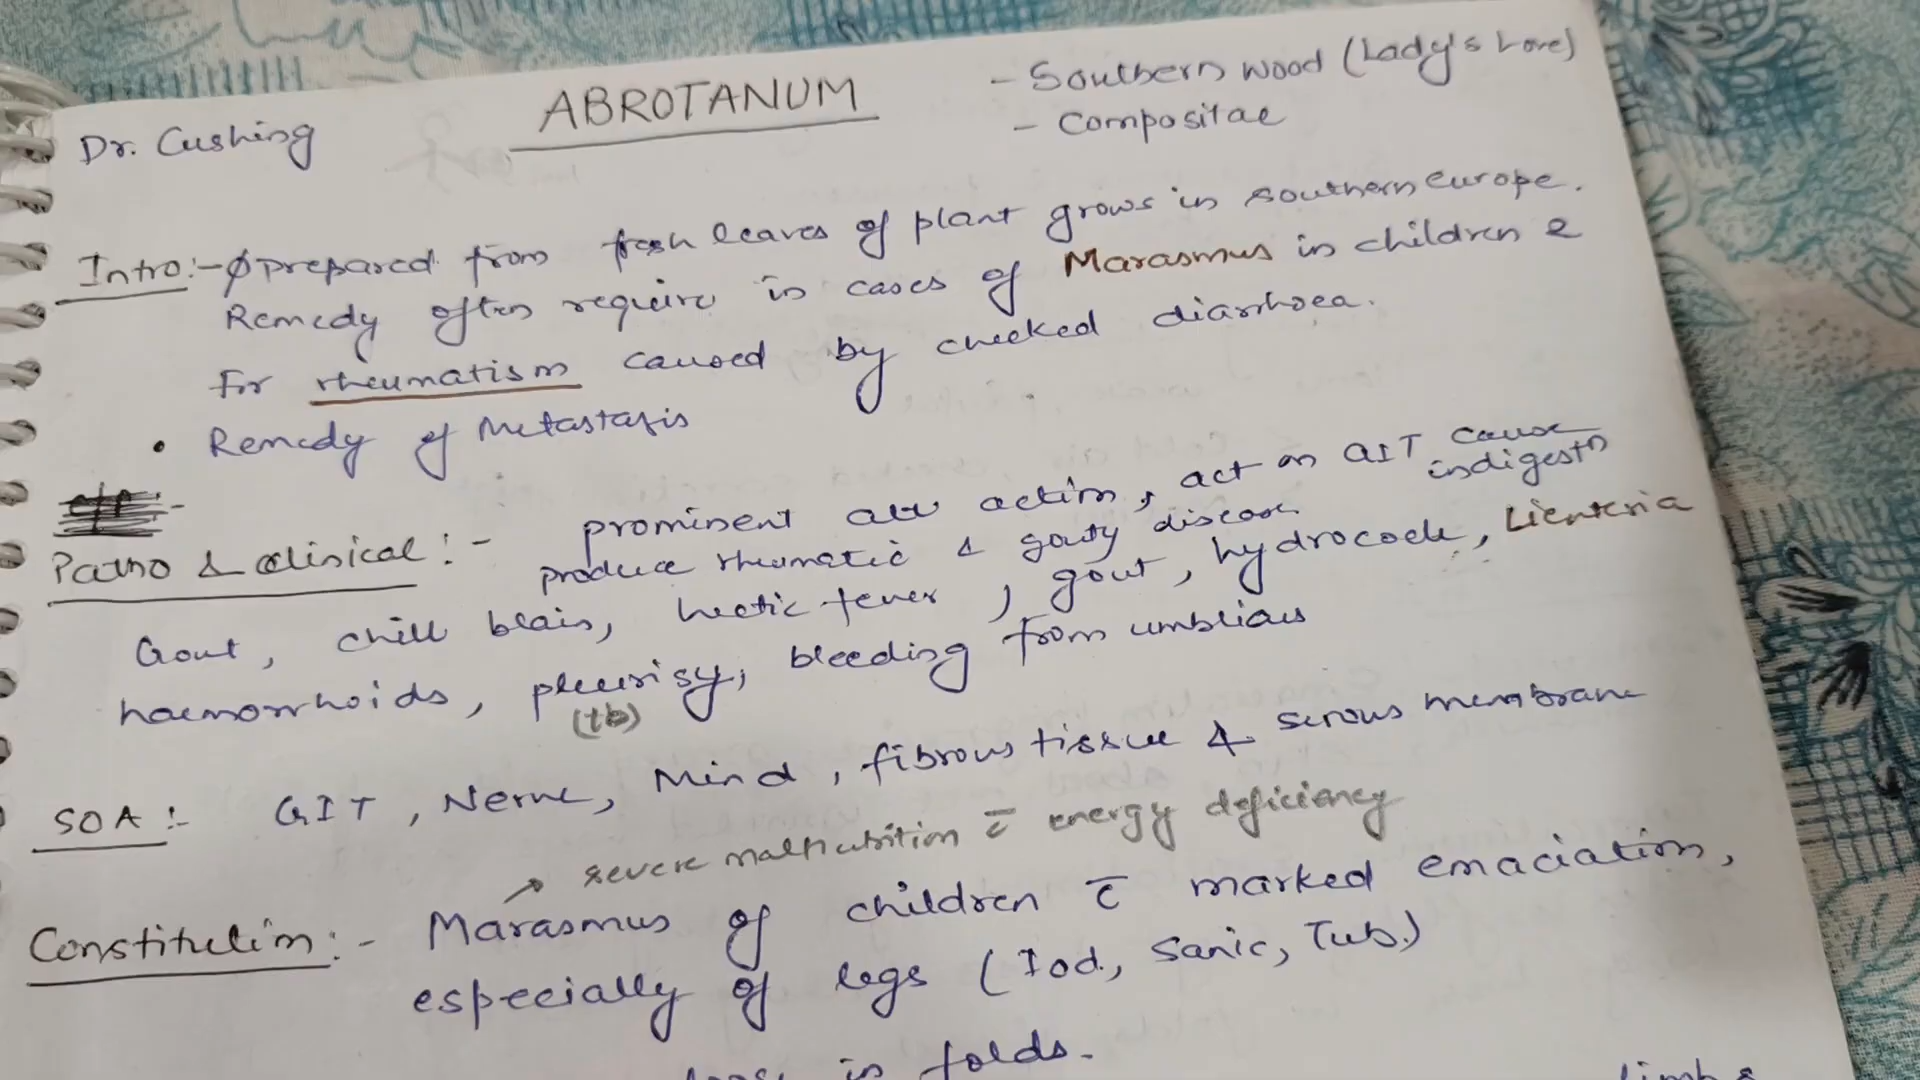 Dr. Cushing
ABROTANUM
- Southern wood (Lady's Love)
- Compositae
Intro:- ∅ prepared from fresh leaves of plant grows in southern europe.
Remedy often require in cases of Marasmus in children &
For rheumatism caused by checked diarrhoea.
• Remedy of Metastasis
Patho & clinical:- prominent action, act on GIT cause indigestn
produce rheumatic & gouty disease
Gout, chill blain, hectic fever, gout, hydrocoele, Lienteria
haemorrhoids, pleurisy, bleeding from umblicus
(tb)
SOA:- GIT, Nerve, Mind, fibrous tissue & serous membrane
→ severe malnutrition c̄ energy deficiency
Constitution:- Marasmus of children c̄ marked emaciation,
especially of legs (Iod, Sanic, Tub.)
in folds.
limbs